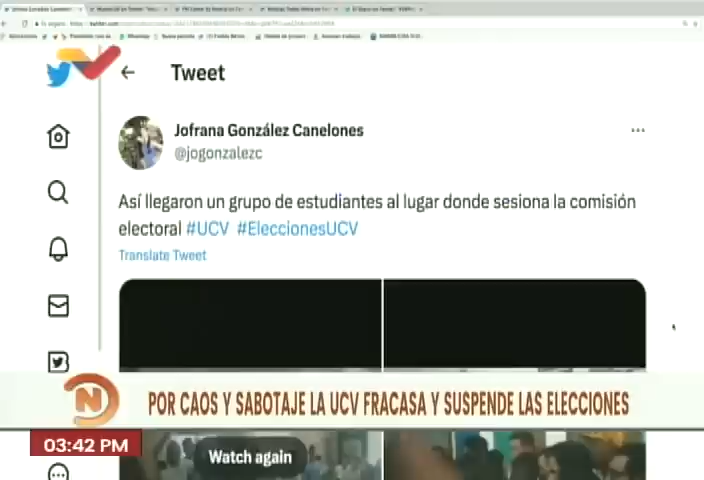 Tweet
Jofrana González Canelones
@jogonzalezc
Así llegaron un grupo de estudiantes al lugar donde sesiona la comisión
electoral #UCV #EleccionesUCV
Translate Tweet
N
POR CAOS Y SABOTAJE LA UCV FRACASA Y SUSPENDE LAS ELECCIONES
03:42 PM
Watch again